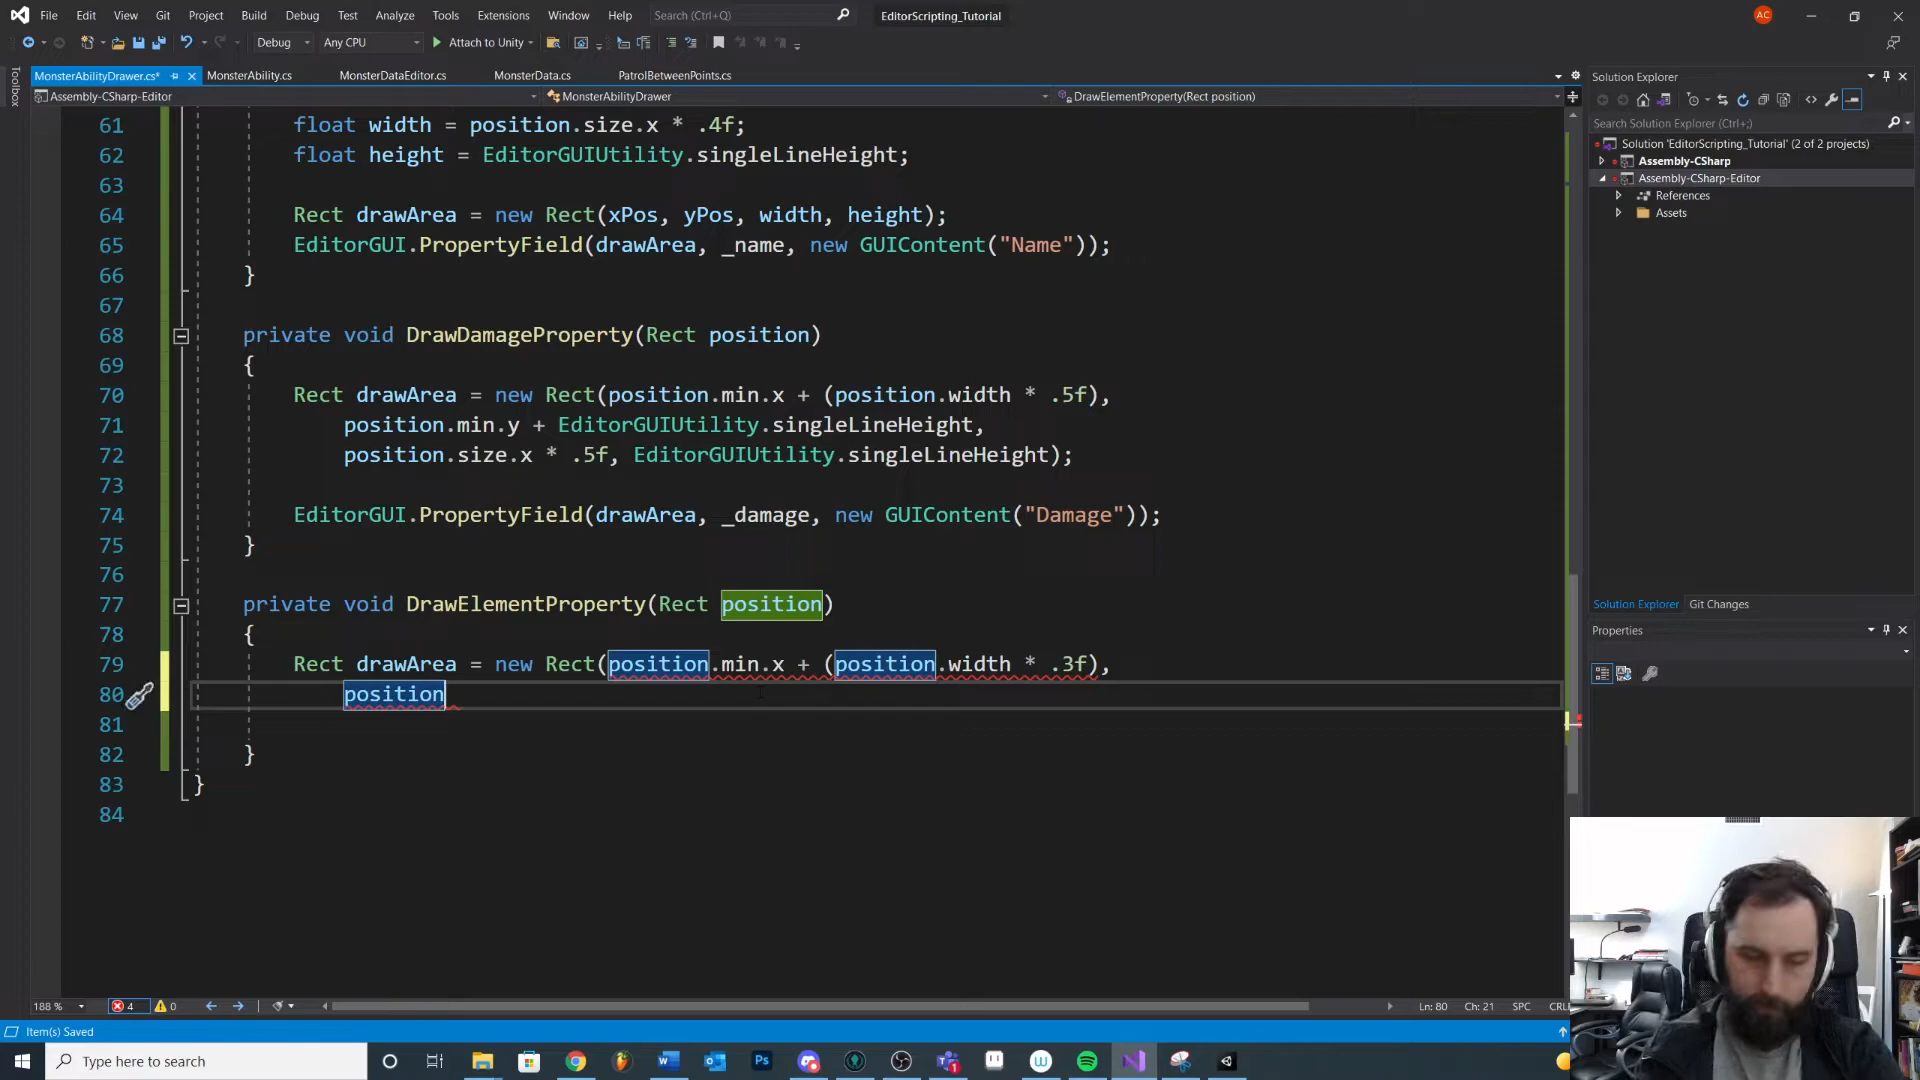 File Edit View Git Project Build Debug Test Analyze Tools Extensions Window Help Search (Ctrl+Q) EditorScripting_Tutorial AC
Debug Any CPU Attach to Unity
Toolbox
MonsterAbilityDrawer.cs* MonsterAbility.cs MonsterDataEditor.cs MonsterData.cs PatrolBetweenPoints.cs
Assembly-CSharp-Editor MonsterAbilityDrawer DrawElementProperty(Rect position)
61 float width = position.size.x * .4f;
62 float height = EditorGUIUtility.singleLineHeight;
63
64 Rect drawArea = new Rect(xPos, yPos, width, height);
65 EditorGUI.PropertyField(drawArea, _name, new GUIContent("Name"));
66 }
67
68 private void DrawDamageProperty(Rect position)
69 {
70 Rect drawArea = new Rect(position.min.x + (position.width * .5f),
71 position.min.y + EditorGUIUtility.singleLineHeight,
72 position.size.x * .5f, EditorGUIUtility.singleLineHeight);
73
74 EditorGUI.PropertyField(drawArea, _damage, new GUIContent("Damage"));
75 }
76
77 private void DrawElementProperty(Rect position)
78 {
79 Rect drawArea = new Rect(position.min.x + (position.width * .3f),
80 position
81
82 }
83 }
84
Solution Explorer
Search Solution Explorer (Ctrl+;)
Solution 'EditorScripting_Tutorial' (2 of 2 projects)
Assembly-CSharp
Assembly-CSharp-Editor
References
Assets
Solution Explorer Git Changes
Properties
188 % 4 0 Ln: 80 Ch: 21 SPC CRL
Item(s) Saved
Type here to search